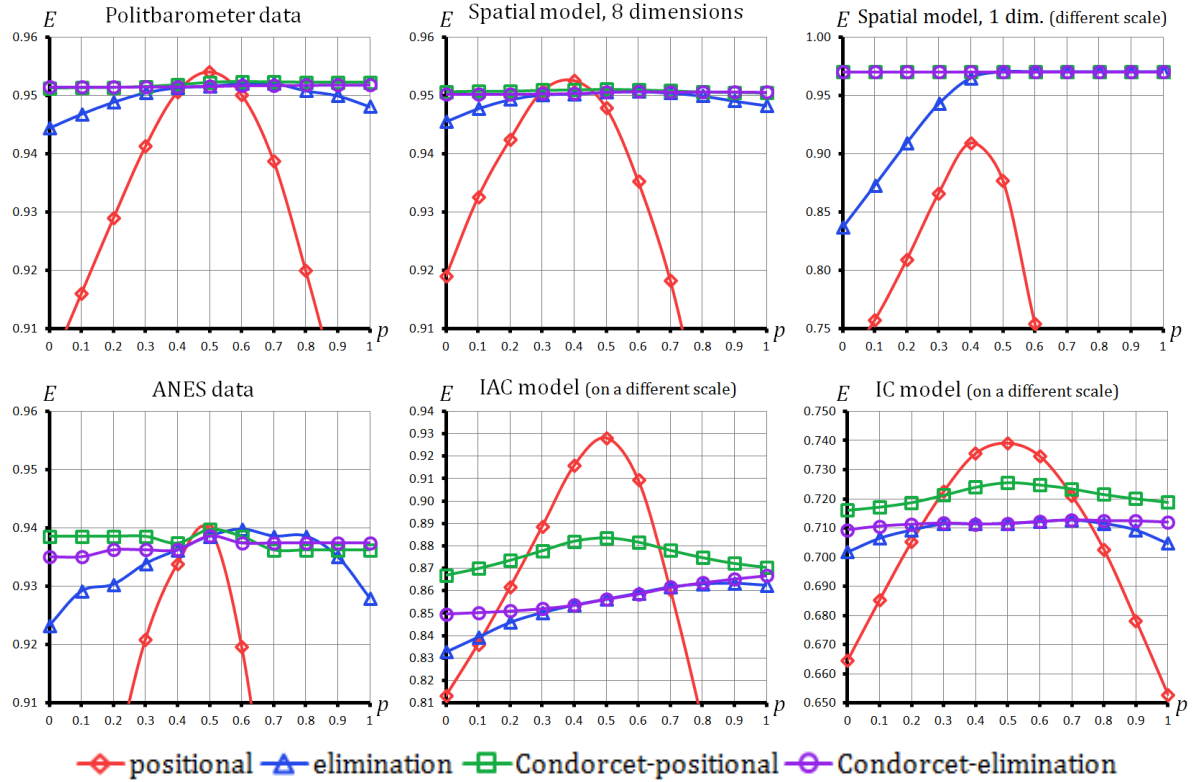 Politbarometer data
E
0.96
0.95
0.94
0.93
0.92
0.91
0 0.1 0.2 0.3 0.4 0.5 0.6 0.7 0.8 0.9 1
p
Spatial model, 8 dimensions
E
0.96
0.95
0.94
0.93
0.92
0.91
0 0.1 0.2 0.3 0.4 0.5 0.6 0.7 0.8 0.9 1
p
Spatial model, 1 dim. (different scale)
E
1.00
0.95
0.90
0.85
0.80
0.75
0 0.1 0.2 0.3 0.4 0.5 0.6 0.7 0.8 0.9 1
p
ANES data
E
0.96
0.95
0.94
0.93
0.92
0.91
0 0.1 0.2 0.3 0.4 0.5 0.6 0.7 0.8 0.9 1
p
IAC model (on a different scale)
E
0.94
0.93
0.92
0.91
0.90
0.89
0.88
0.87
0.86
0.85
0.84
0.83
0.82
0.81
0 0.1 0.2 0.3 0.4 0.5 0.6 0.7 0.8 0.9 1
p
IC model (on a different scale)
E
0.750
0.740
0.730
0.720
0.710
0.700
0.690
0.680
0.670
0.660
0.650
0 0.1 0.2 0.3 0.4 0.5 0.6 0.7 0.8 0.9 1
p
positional elimination Condorcet-positional Condorcet-elimination